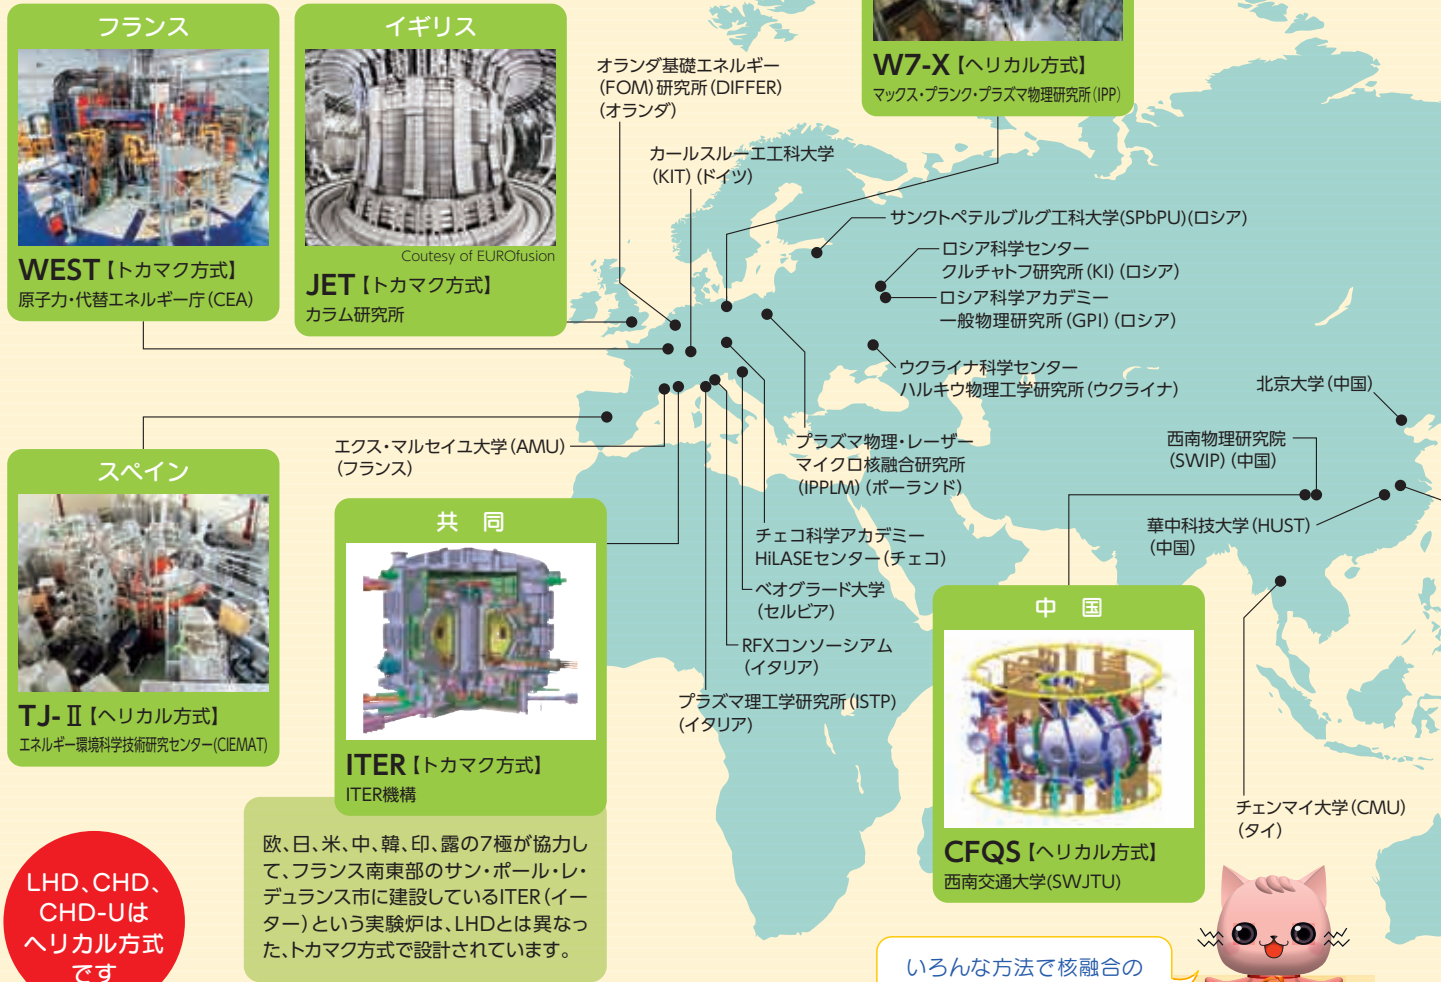 フランス
WEST【トカマク方式】
原子力・代替エネルギー庁(CEA)
イギリス
Coutesy of EUROfusion
JET【トカマク方式】
カラム研究所
オランダ基礎エネルギー
(FOM)研究所(DIFFER)
(オランダ)
カールスルーエ工科大学
(KIT)(ドイツ)
W7-X【ヘリカル方式】
マックス・プランク・プラズマ物理研究所(IPP)
サンクトペテルブルグ工科大学(SPbPU)(ロシア)
ロシア科学センター
クルチャトフ研究所(KI)(ロシア)
ロシア科学アカデミー
一般物理研究所(GPI)(ロシア)
ウクライナ科学センター
ハルキウ物理工学研究所(ウクライナ)
北京大学(中国)
西南物理研究院
(SWIP)(中国)
華中科技大学(HUST)
(中国)
エクス・マルセイユ大学(AMU)
(フランス)
プラズマ物理・レーザー
マイクロ核融合研究所
(IPPLM)(ポーランド)
チェコ科学アカデミー
HiLASEセンター(チェコ)
ベオグラード大学
(セルビア)
RFXコンソーシアム
(イタリア)
プラズマ理工学研究所(ISTP)
(イタリア)
スペイン
TJ-Ⅱ【ヘリカル方式】
エネルギー環境科学技術研究センター(CIEMAT)
共 同
ITER【トカマク方式】
ITER機構
欧、日、米、中、韓、印、露の7極が協力し
て、フランス南東部のサン・ポール・レ・
デュランス市に建設しているITER(イー
ター)という実験炉は、LHDとは異なっ
た、トカマク方式で設計されています。
中 国
CFQS【ヘリカル方式】
西南交通大学(SWJTU)
チェンマイ大学(CMU)
(タイ)
LHD、CHD、
CHD-Uは
ヘリカル方式
です
いろんな方法で核融合の